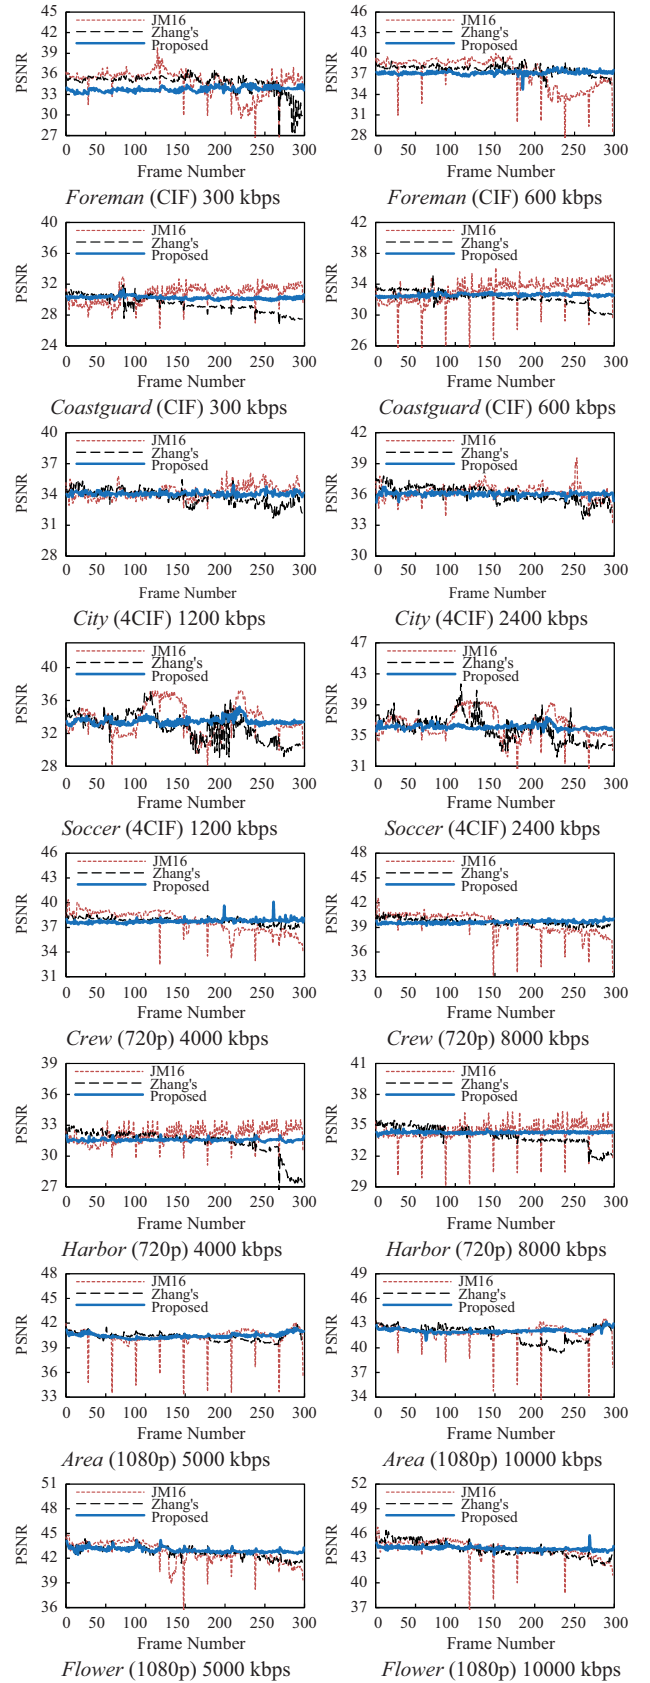 45
42
39
36
33
30
27
PSNR
JM16
Zhang's
Proposed
0 50 100 150 200 250 300
Frame Number
Foreman (CIF) 300 kbps
43
40
37
34
31
28
PSNR
JM16
Zhang's
Proposed
0 50 100 150 200 250 300
Frame Number
Foreman (CIF) 600 kbps
40
36
32
28
24
PSNR
JM16
Zhang's
Proposed
0 50 100 150 200 250 300
Frame Number
Coastguard (CIF) 300 kbps
42
38
34
30
26
PSNR
JM16
Zhang's
Proposed
0 50 100 150 200 250 300
Frame Number
Coastguard (CIF) 600 kbps
40
37
34
31
28
PSNR
JM16
Zhang's
Proposed
0 50 100 150 200 250 300
Frame Number
City (4CIF) 1200 kbps
42
39
36
33
30
PSNR
JM16
Zhang's
Proposed
0 50 100 150 200 250 300
Frame Number
City (4CIF) 2400 kbps
40
36
32
28
PSNR
JM16
Zhang's
Proposed
0 50 100 150 200 250 300
Frame Number
Soccer (4CIF) 1200 kbps
47
43
39
35
31
PSNR
JM16
Zhang's
Proposed
0 50 100 150 200 250 300
Frame Number
Soccer (4CIF) 2400 kbps
46
43
40
37
34
31
PSNR
JM16
Zhang's
Proposed
0 50 100 150 200 250 300
Frame Number
Crew (720p) 4000 kbps
48
45
42
39
36
33
PSNR
JM16
Zhang's
Proposed
0 50 100 150 200 250 300
Frame Number
Crew (720p) 8000 kbps
39
36
33
30
27
PSNR
JM16
Zhang's
Proposed
0 50 100 150 200 250 300
Frame Number
Harbor (720p) 4000 kbps
41
38
35
32
29
PSNR
JM16
Zhang's
Proposed
0 50 100 150 200 250 300
Frame Number
Harbor (720p) 8000 kbps
48
45
42
39
36
33
PSNR
JM16
Zhang's
Proposed
0 50 100 150 200 250 300
Frame Number
Area (1080p) 5000 kbps
49
46
43
40
37
34
PSNR
JM16
Zhang's
Proposed
0 50 100 150 200 250 300
Frame Number
Area (1080p) 10000 kbps
51
48
45
42
39
36
PSNR
JM16
Zhang's
Proposed
0 50 100 150 200 250 300
Frame Number
Flower (1080p) 5000 kbps
52
49
46
43
40
37
PSNR
JM16
Zhang's
Proposed
0 50 100 150 200 250 300
Frame Number
Flower (1080p) 10000 kbps